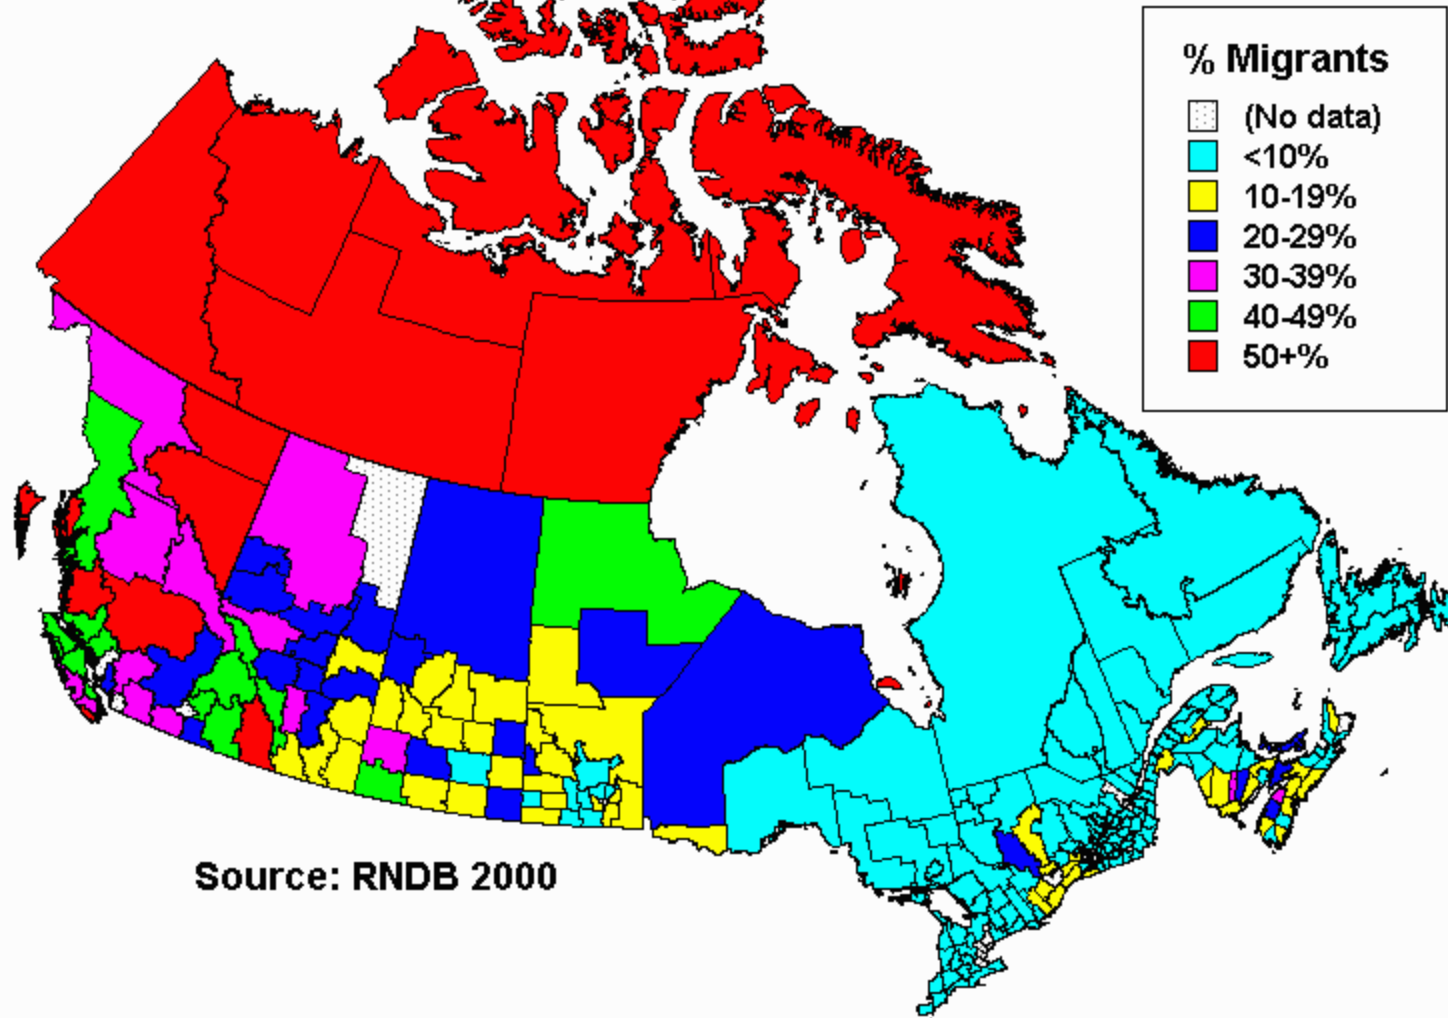 % Migrants
(No data)
<10%
10-19%
20-29%
30-39%
40-49%
50+%
Source: RNDB 2000